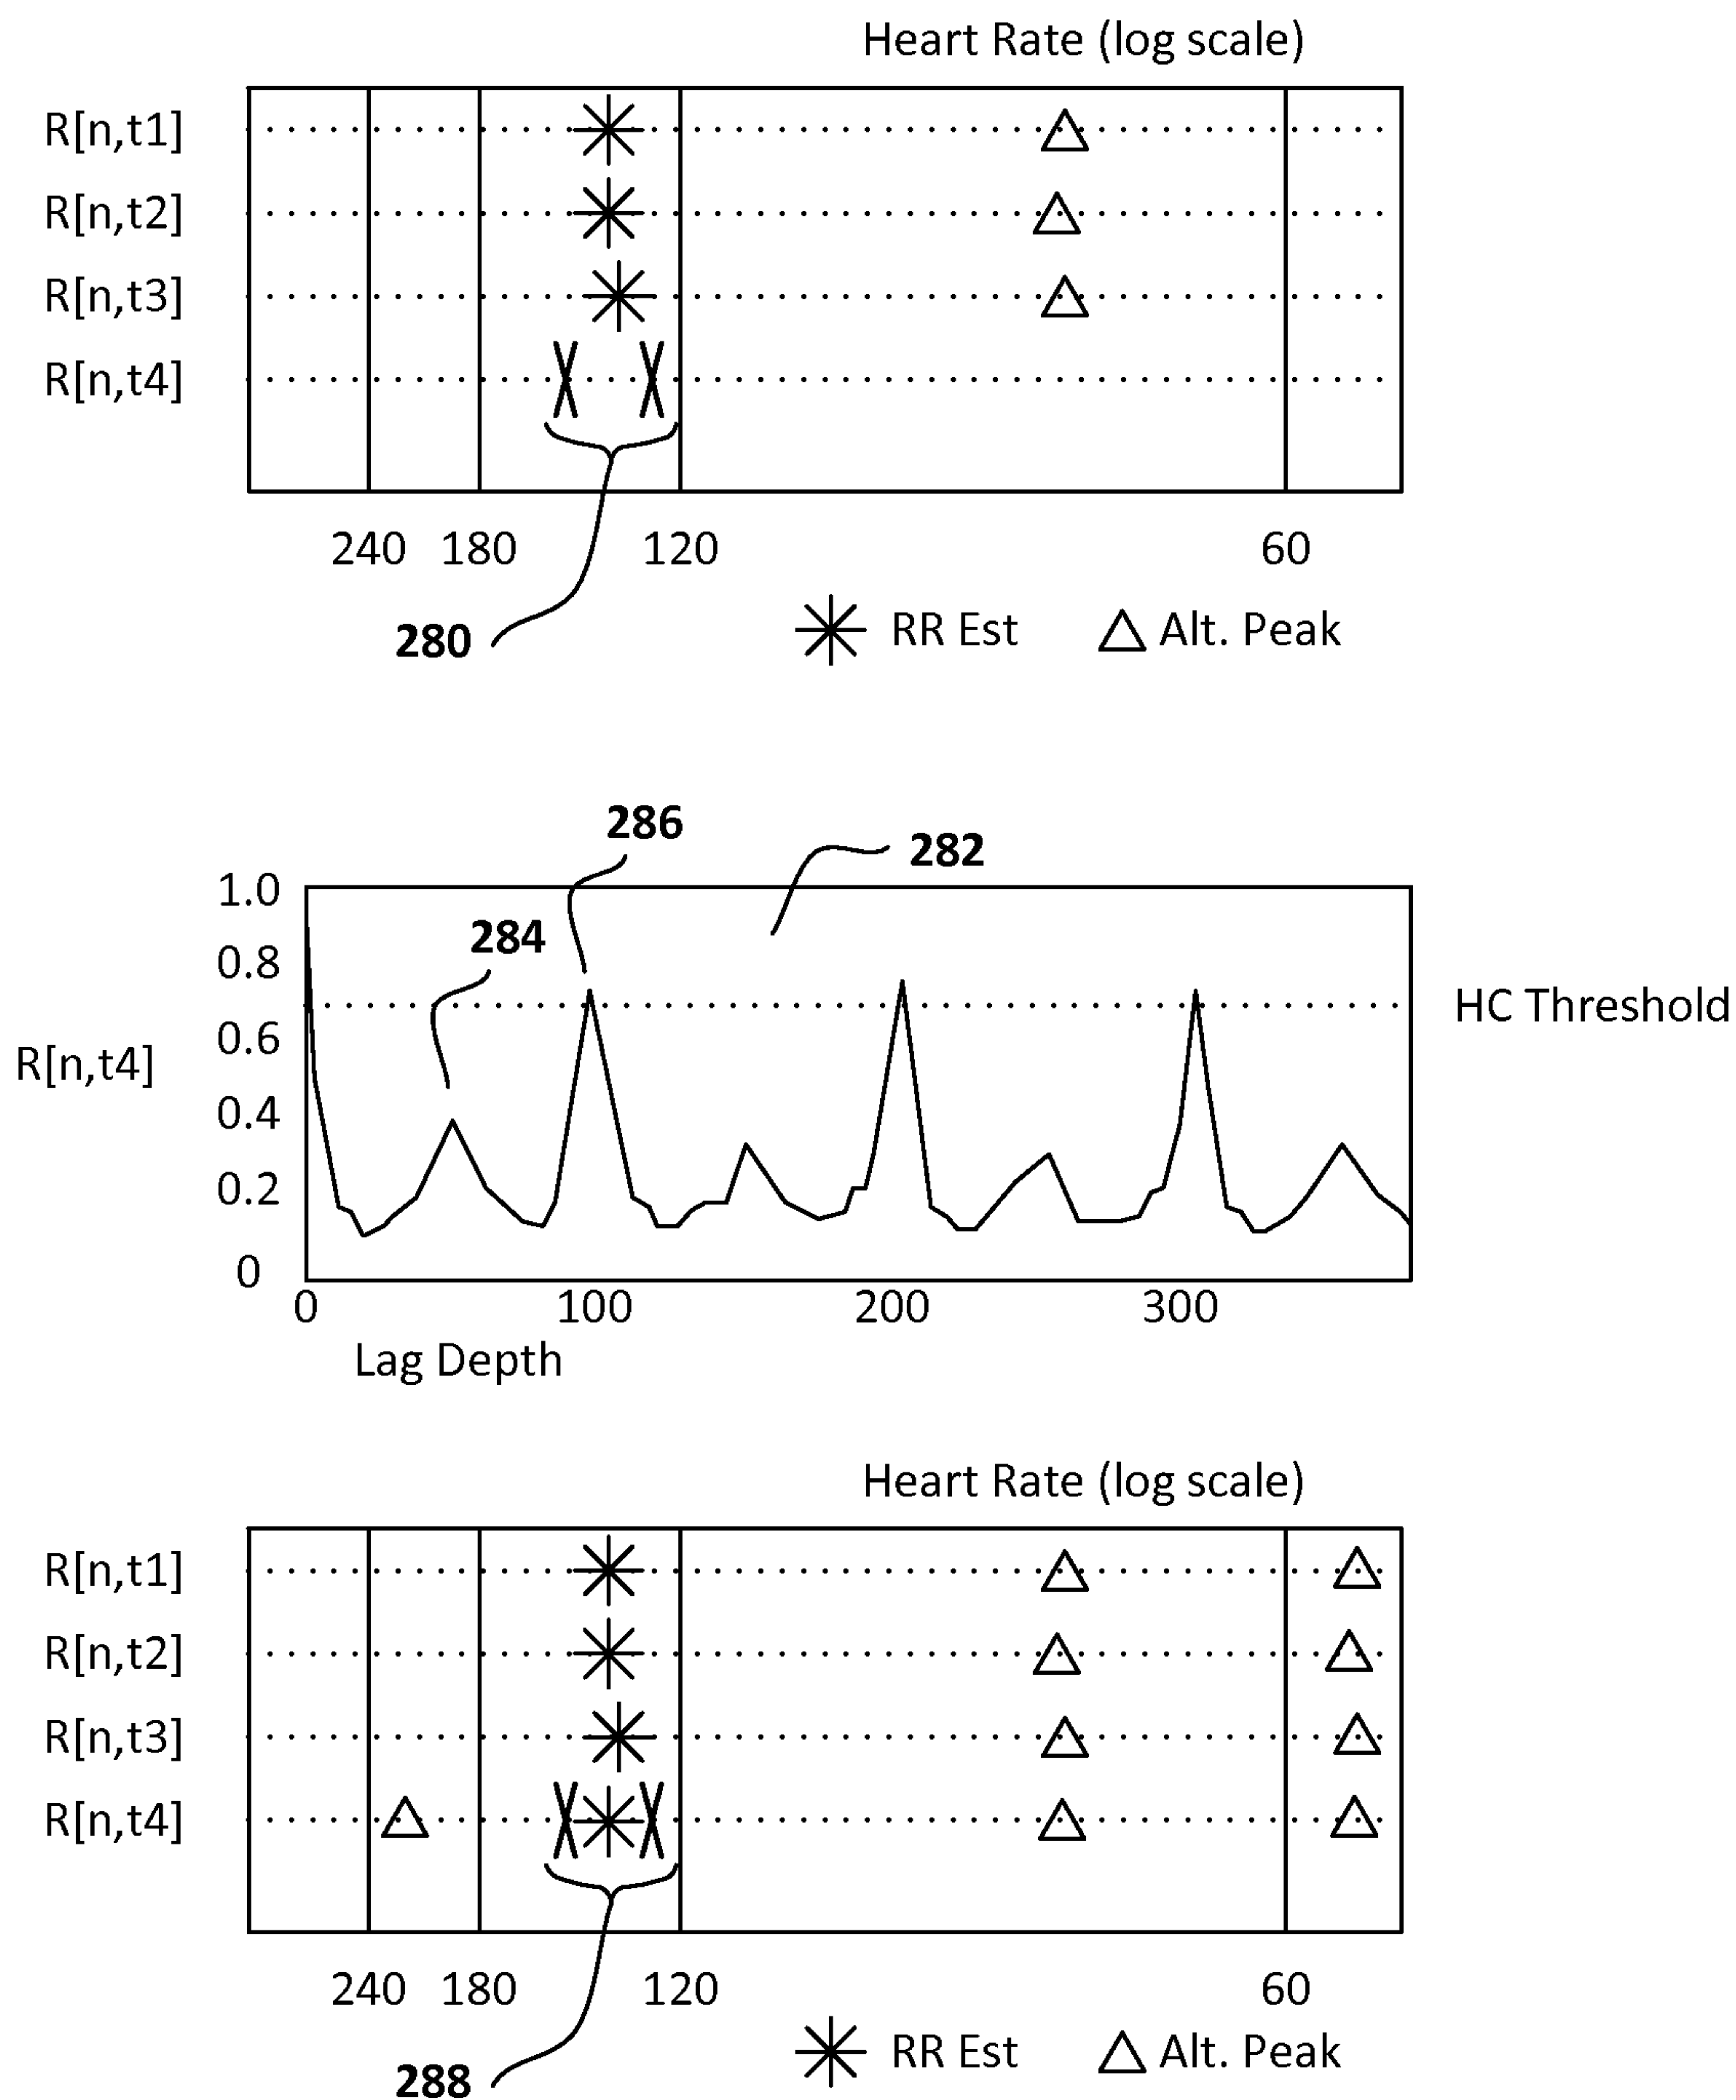 Heart Rate (log scale)
R[n,t1]
R[n,t2]
R[n,t3]
R[n,t4]
240 180 120 60
280
RR Est Alt. Peak
286
282
1.0
284
0.8
HC Threshold
0.6
R[n,t4]
0.4
0.2
0
0 100 200 300
Lag Depth
Heart Rate (log scale)
R[n,t1]
R[n,t2]
R[n,t3]
R[n,t4]
240 180 120 60
RR Est Alt. Peak
288